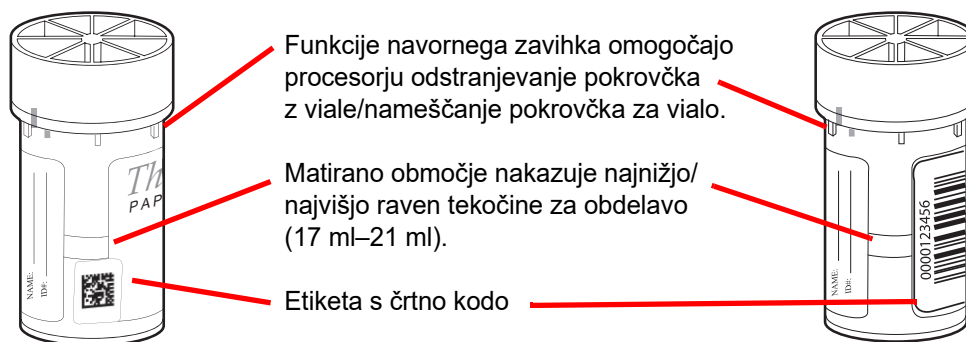 Funkcije navornega zavihka omogočajo
procesorju odstranjevanje pokrovčka
z viale/nameščanje pokrovčka za vialo.
Th
PAP
Matirano območje nakazuje najnižjo/
najvišjo raven tekočine za obdelavo
(17 ml–21 ml).
NAME:
ID#:
Etiketa s črtno kodo
NAME:
ID#:
0000123456